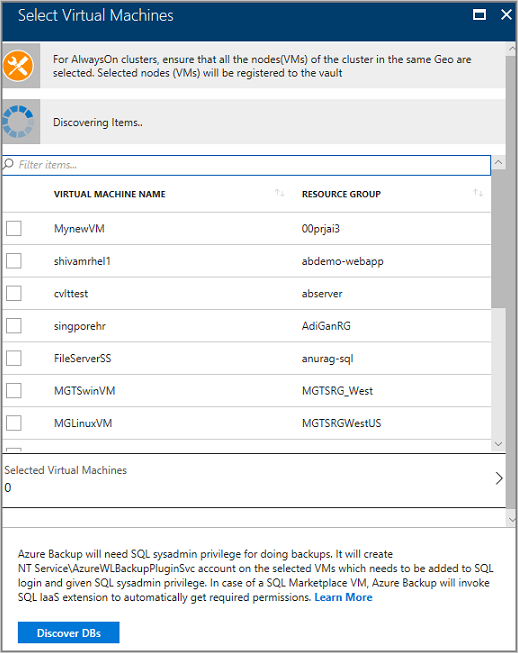 Select Virtual Machines
For AlwaysOn clusters, ensure that all the nodes(VMs) of the cluster in the same Geo are
selected. Selected nodes (VMs) will be registered to the vault
Discovering Items..
Filter items...
VIRTUAL MACHINE NAME RESOURCE GROUP
MynewVM 00prjai3
shivamrhel1 abdemo-webapp
cvlttest abserver
singporehr AdiGanRG
FileServerSS anurag-sql
MGTSwinVM MGTSRG_West
MGLinuxVM MGTSRGWestUS
Selected Virtual Machines
0
Azure Backup will need SQL sysadmin privilege for doing backups. It will create
NT Service\AzureWLBackupPluginSvc account on the selected VMs which needs to be added to SQL
login and given SQL sysadmin privilege. In case of a SQL Marketplace VM, Azure Backup will invoke
SQL IaaS extension to automatically get required permissions. Learn More
Discover DBs